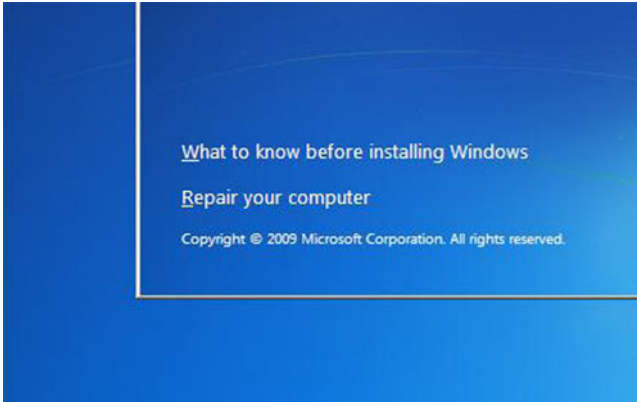 What to know before installing Windows
Repair your computer
Copyright © 2009 Microsoft Corporation. All rights reserved.